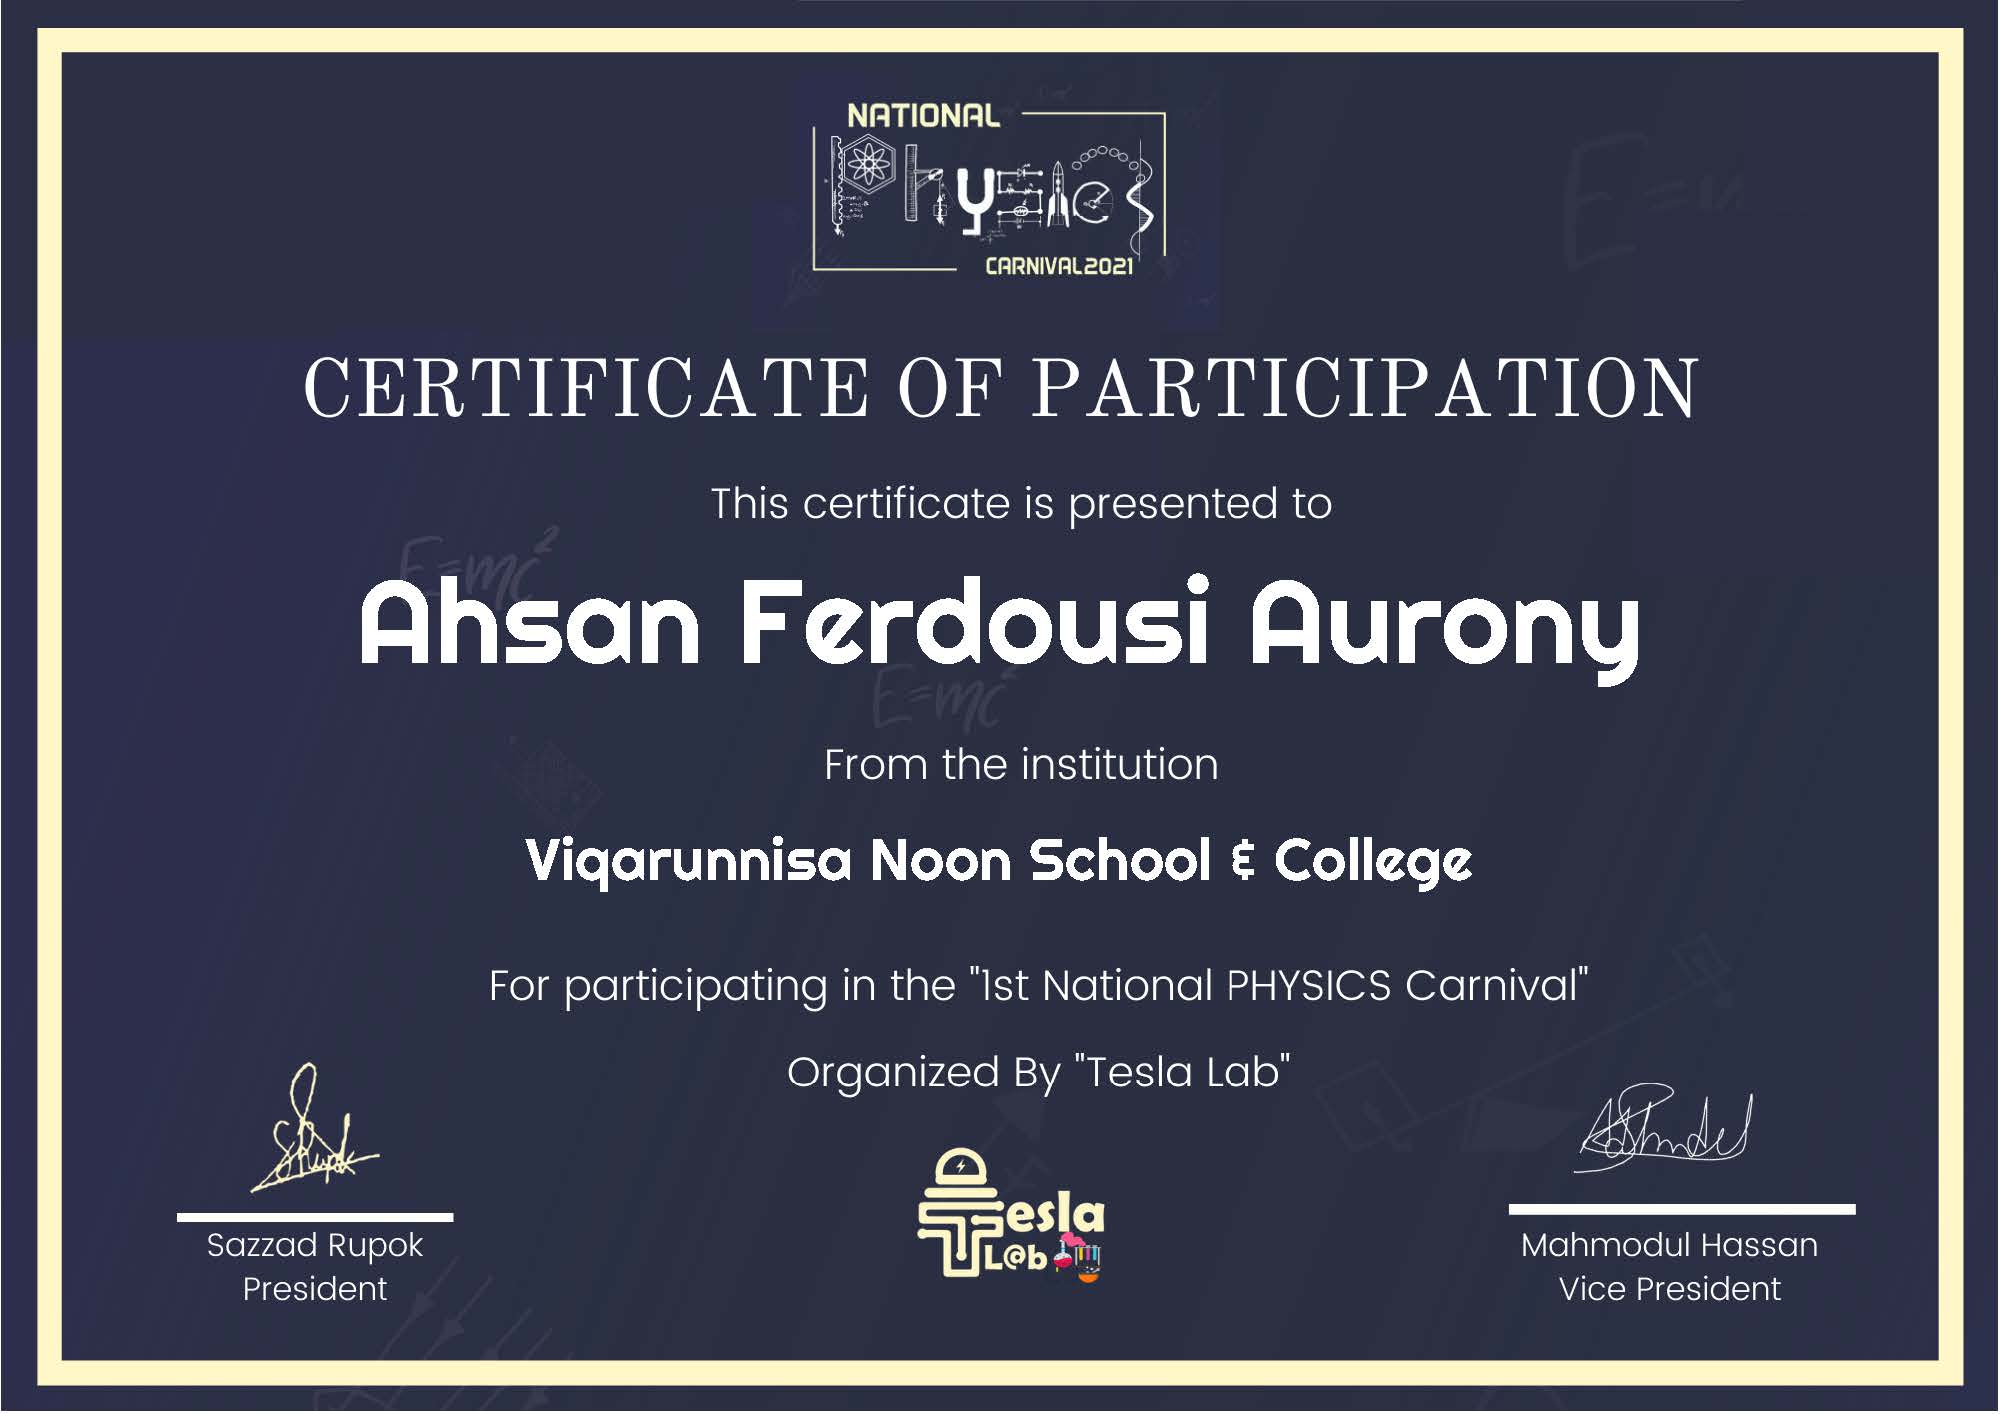 NATIONAL
Physics
CARNIVAL2021
CERTIFICATE OF PARTICIPATION
This certificate is presented to
E=mc²
Ahsan Ferdousi Aurony
E=mc²
From the institution
Viqarunnisa Noon School & College
For participating in the "1st National PHYSICS Carnival"
Organized By "Tesla Lab"
Tesla
L@b
Sazzad Rupok
President
Mahmodul Hassan
Vice President